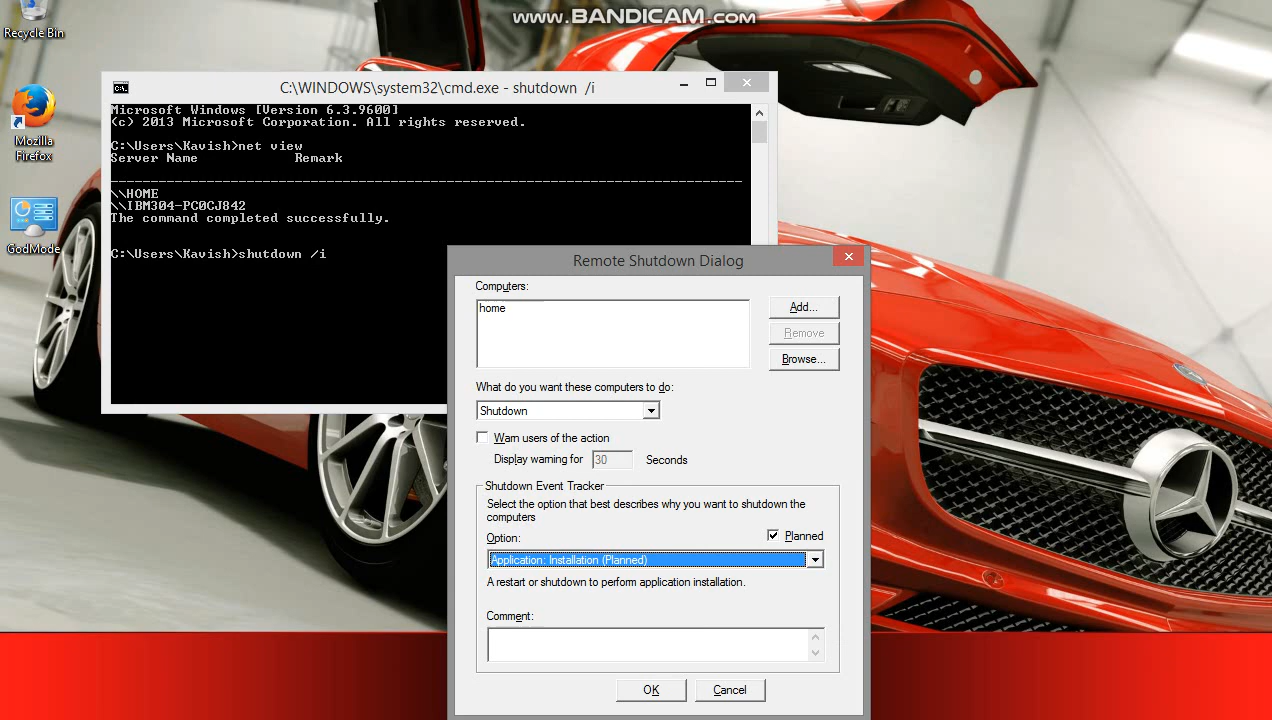 www.BANDICAM.com
Recycle Bin
Mozilla
Firefox
GodMode
C:\WINDOWS\system32\cmd.exe - shutdown /i
Microsoft Windows [Version 6.3.9600]
(c) 2013 Microsoft Corporation. All rights reserved.
C:\Users\Kavish>net view
Server Name Remark
\\HOME
\\IBM304-PC0CJ842
The command completed successfully.
C:\Users\Kavish>shutdown /i
Remote Shutdown Dialog
Computers:
home
Add...
Remove
Browse...
What do you want these computers to do:
Shutdown
Warn users of the action
Display warning for 30 Seconds
Shutdown Event Tracker
Select the option that best describes why you want to shutdown the
computers
Option:
Planned
Application: Installation (Planned)
A restart or shutdown to perform application installation.
Comment:
OK
Cancel